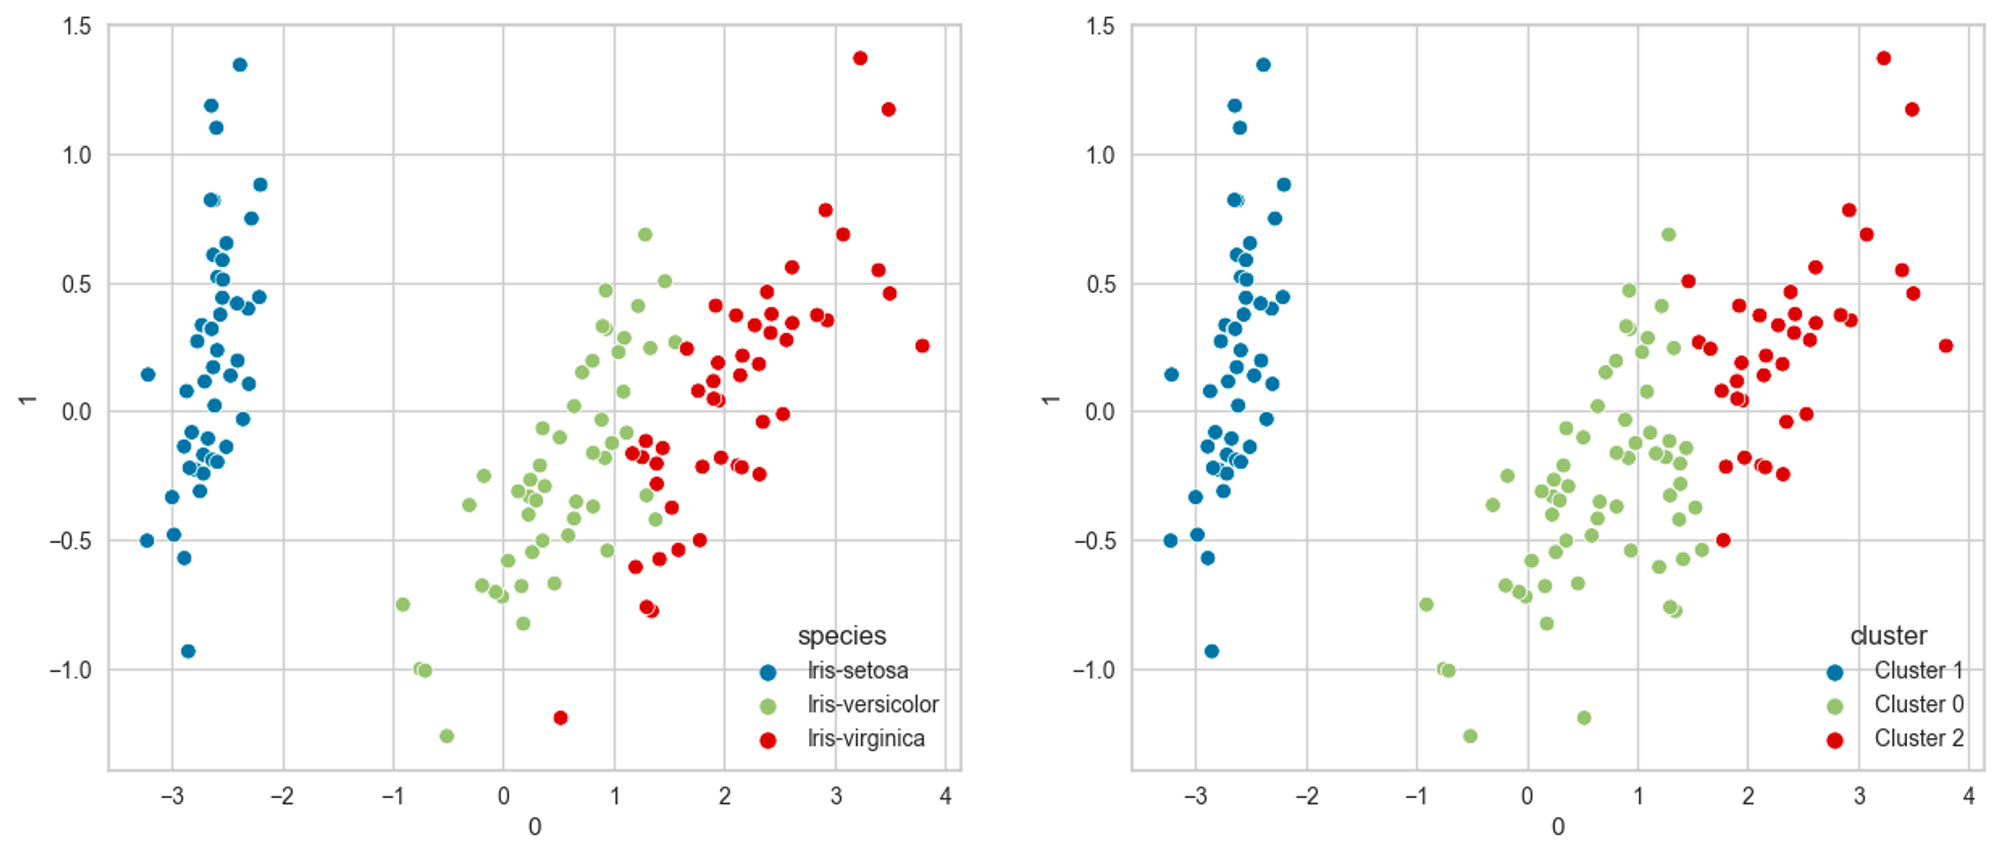 1.5
1.0
0.5
0.0
−0.5
−1.0
1
−3 −2 −1 0 1 2 3 4
0
species
Iris-setosa
Iris-versicolor
Iris-virginica
1.5
1.0
0.5
0.0
−0.5
−1.0
1
−3 −2 −1 0 1 2 3 4
0
cluster
Cluster 1
Cluster 0
Cluster 2